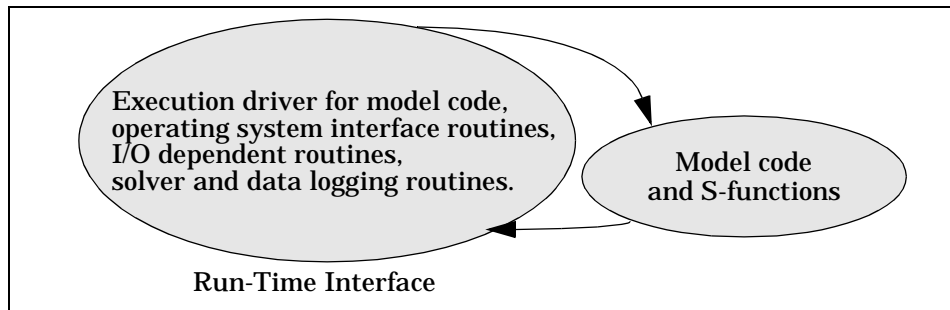 Execution driver for model code,
operating system interface routines,
I/O dependent routines,
solver and data logging routines.
Model code
and S-functions
Run-Time Interface